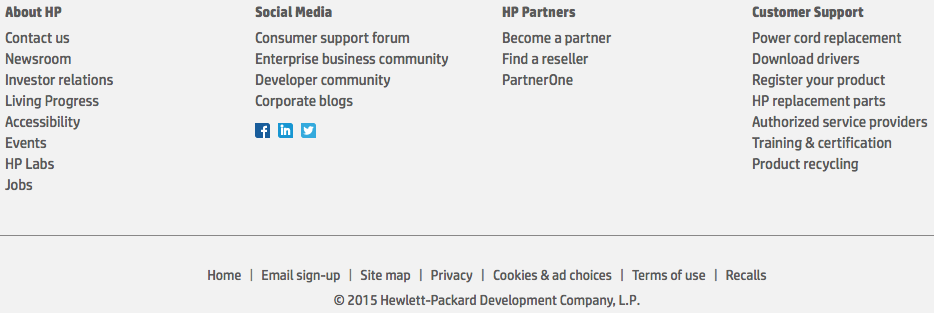 About HP
Contact us
Newsroom
Investor relations
Living Progress
Accessibility
Events
HP Labs
Jobs
Social Media
Consumer support forum
Enterprise business community
Developer community
Corporate blogs
f in
HP Partners
Become a partner
Find a reseller
PartnerOne
Customer Support
Power cord replacement
Download drivers
Register your product
HP replacement parts
Authorized service providers
Training & certification
Product recycling
Home | Email sign-up | Site map | Privacy | Cookies & ad choices | Terms of use | Recalls
© 2015 Hewlett-Packard Development Company, L.P.